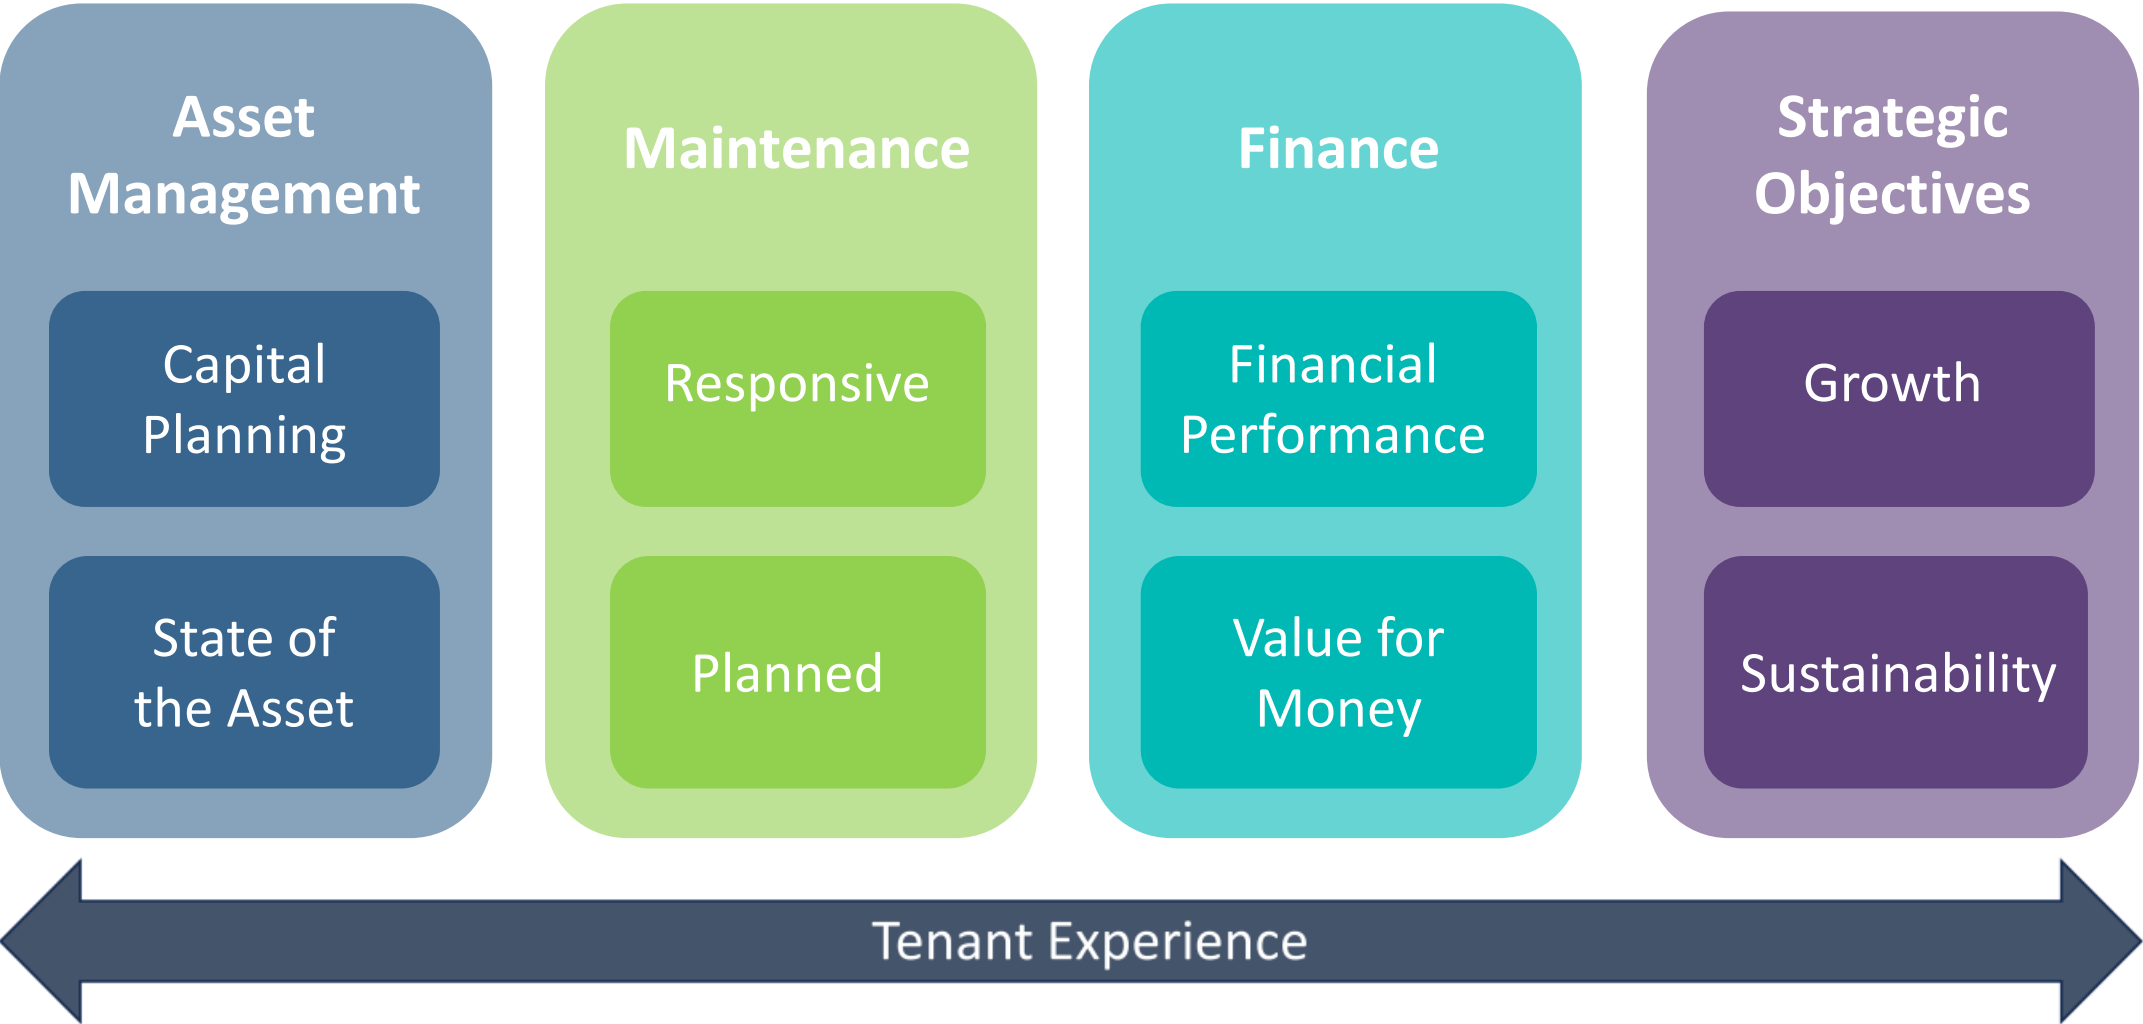 Asset
Management
Capital
Planning
State of
the Asset
Maintenance
Responsive
Planned
Finance
Financial
Performance
Value for
Money
Strategic
Objectives
Growth
Sustainability
Tenant Experience